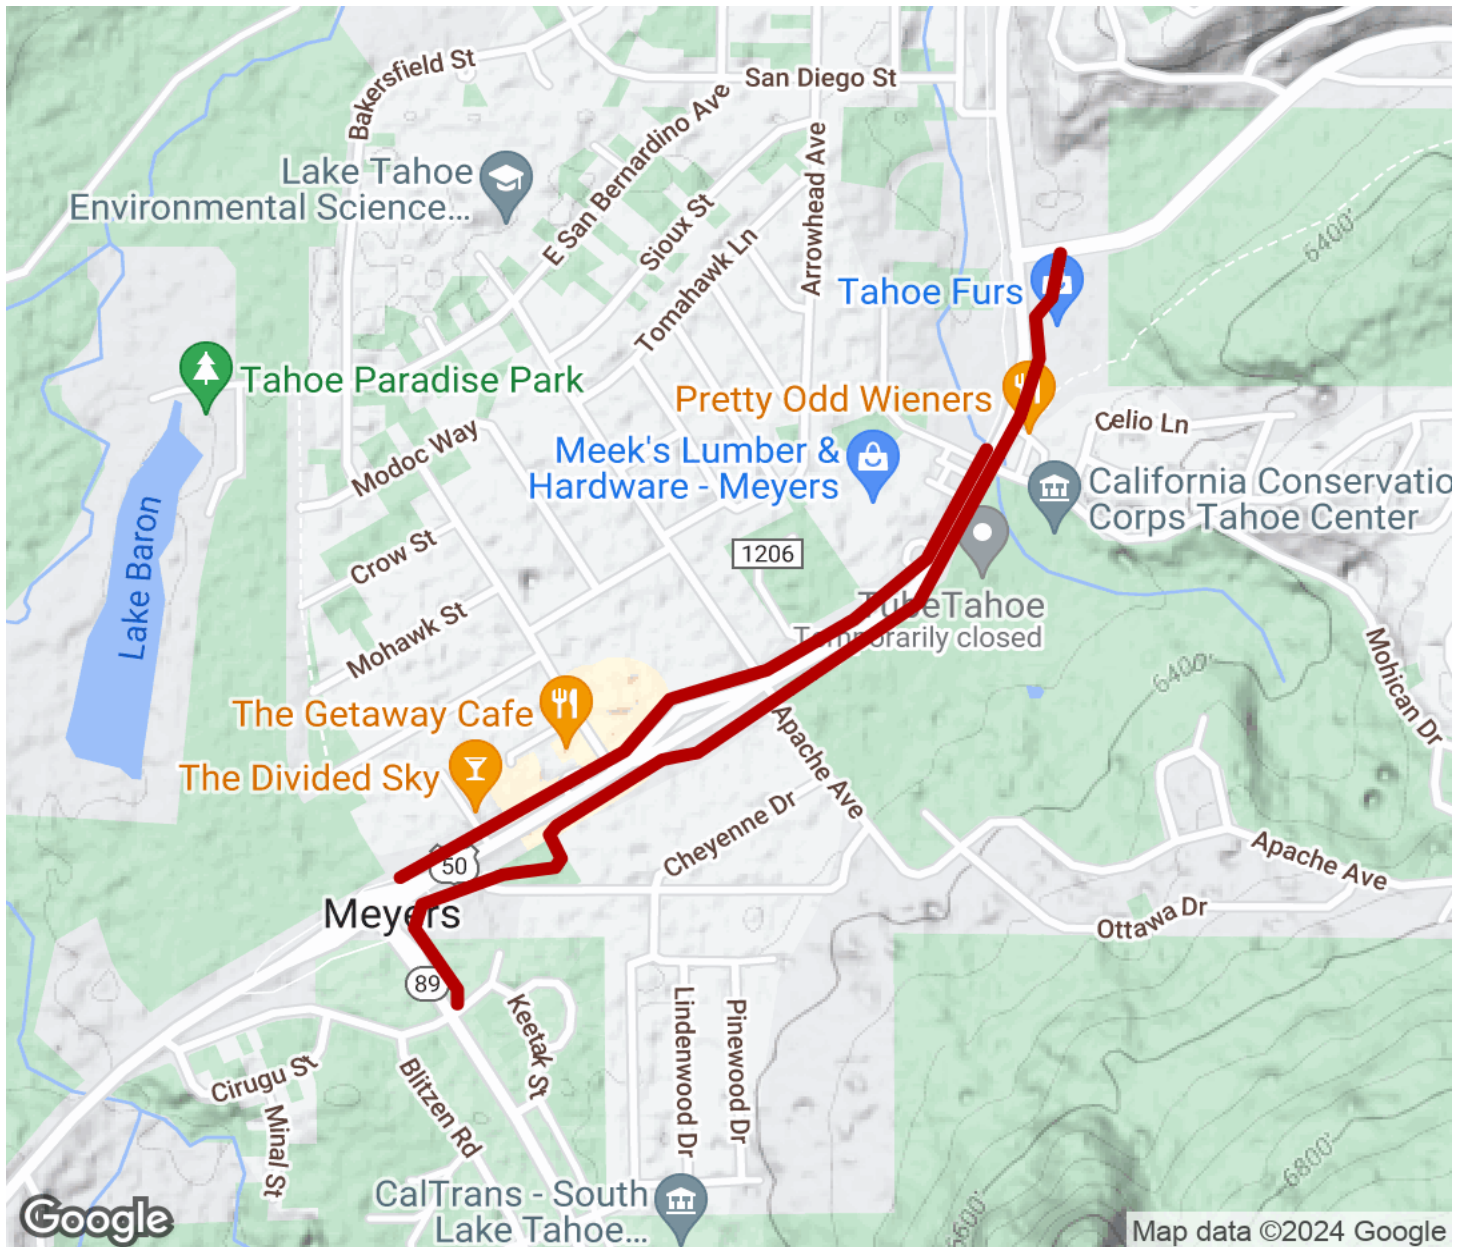 Bakersfield St
San Diego St
Lake Tahoe
Environmental Science...
E San Bernardino Ave
Arrowhead Ave
Sioux St
Tomahawk Ln
6400'
Tahoe Furs
Tahoe Paradise Park
Pretty Odd Wieners
Celio Ln
Modoc Way
Meek's Lumber &
Hardware - Meyers
California Conservatio
Corps Tahoe Center
Lake Baron
Crow St
1206
Mohawk St
TubeTahoe
Temporarily closed
6400'
Mohican Dr
The Getaway Cafe
Apache Ave
The Divided Sky
Cheyenne Dr
50
Apache Ave
Meyers
Ottawa Dr
89
Keetak St
Lindenwood Dr
Pinewood Dr
Cirugu St
Blitzen Rd
Minal St
6800'
CalTrans - South
Lake Tahoe...
6600'
Google
Map data ©2024 Google